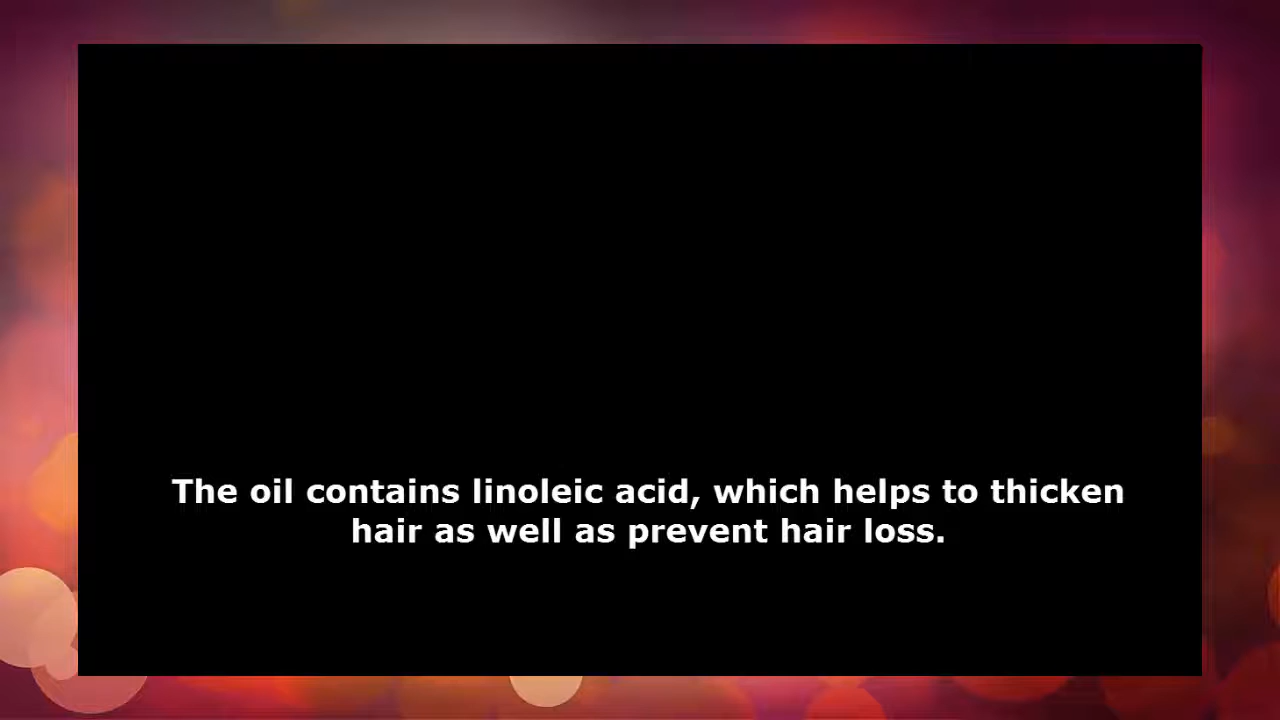 The oil contains linoleic acid, which helps to thicken
hair as well as prevent hair loss.